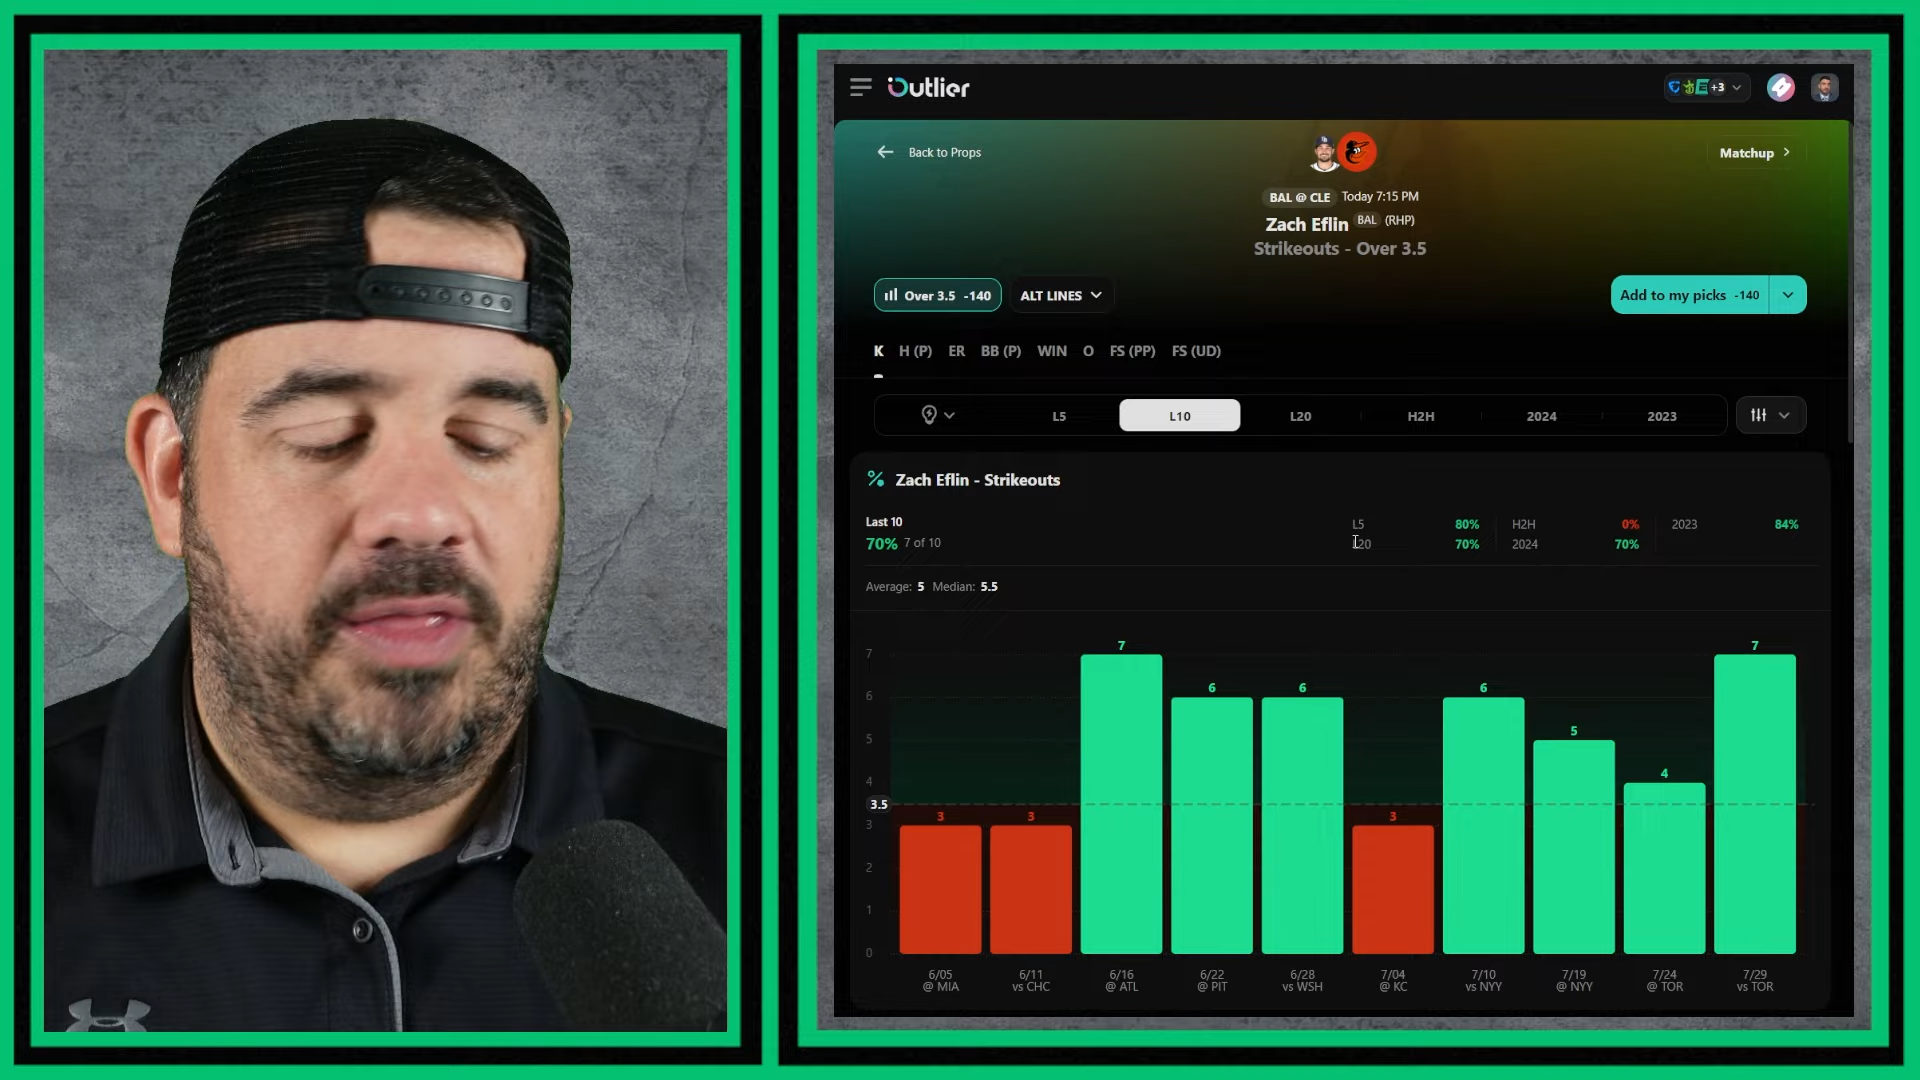 Outlier
+3
Back to Props
Matchup
BAL @ CLE Today 7:15 PM
Zach Eflin BAL (RHP)
Strikeouts - Over 3.5
Over 3.5 -140
ALT LINES
Add to my picks -140
K H (P) ER BB (P) WIN O FS (PP) FS (UD)
L5 L10 L20 H2H 2024 2023
Zach Eflin - Strikeouts
Last 10
70% 7 of 10
L5 80% H2H 0% 2023 84%
L20 70% 2024 70%
Average: 5 Median: 5.5
7
6
5
4
3.5
3
2
1
0
3 3 7 6 6 3 6 5 4 7
6/05 6/11 6/16 6/22 6/28 7/04 7/10 7/19 7/24 7/29
@ MIA vs CHC @ ATL @ PIT vs WSH @ KC vs NYY @ NYY @ TOR vs TOR